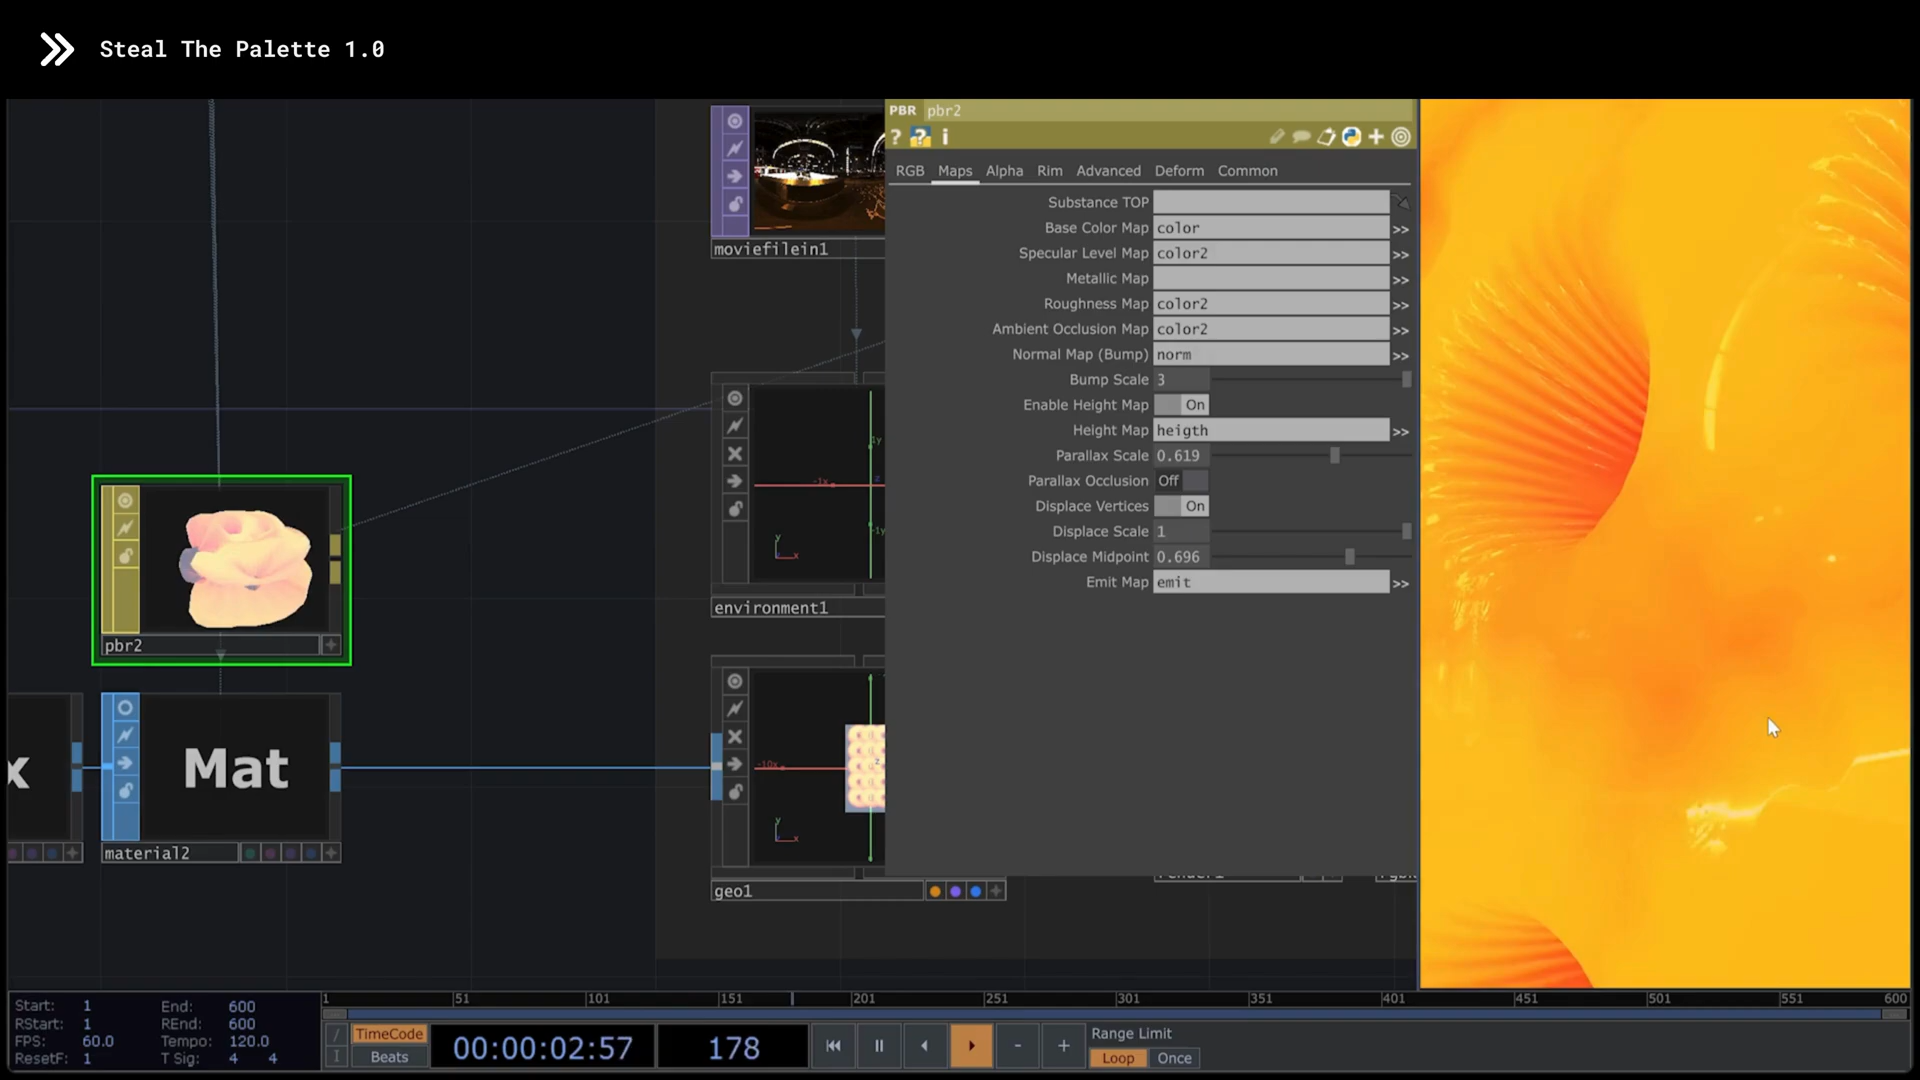 Steal The Palette 1.0
PBR pbr2
? ? i
RGB Maps Alpha Rim Advanced Deform Common
Substance TOP
Base Color Map color >>
Specular Level Map color2 >>
Metallic Map >>
Roughness Map color2 >>
Ambient Occlusion Map color2 >>
Normal Map (Bump) norm >>
Bump Scale 3
Enable Height Map On
Height Map heigth >>
Parallax Scale 0.619
Parallax Occlusion Off
Displace Vertices On
Displace Scale 1
Displace Midpoint 0.696
Emit Map emit >>
moviefilein1
1y
-1x
-1y
y
x
environment1
pbr2
x
Mat
material2
-10x
z
y
x
geo1
Start: 1 End: 600
RStart: 1 REnd: 600
FPS: 60.0 Tempo: 120.0
ResetF: 1 T Sig: 4 4
1 51 101 151 201 251 301 351 401 451 501 551 600
TimeCode
Beats
00:00:02:57
178
- +
Range Limit
Loop Once